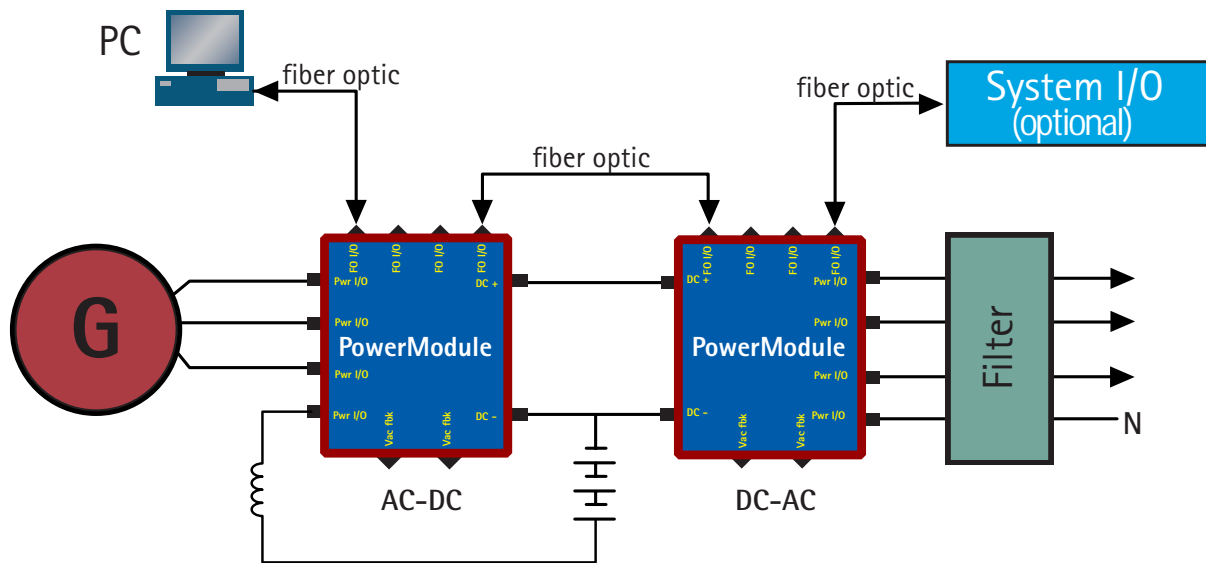 PC
fiber optic
fiber optic
fiber optic
System I/O
(optional)
G
FO I/O
FO I/O
FO I/O
FO I/O
Pwr I/O
Pwr I/O
Pwr I/O
Pwr I/O
DC +
DC -
PowerModule
Vac fbk
Vac fbk
AC-DC
FO I/O
FO I/O
FO I/O
FO I/O
DC +
DC -
Pwr I/O
Pwr I/O
Pwr I/O
Pwr I/O
PowerModule
Vac fbk
Vac fbk
DC-AC
Filter
N